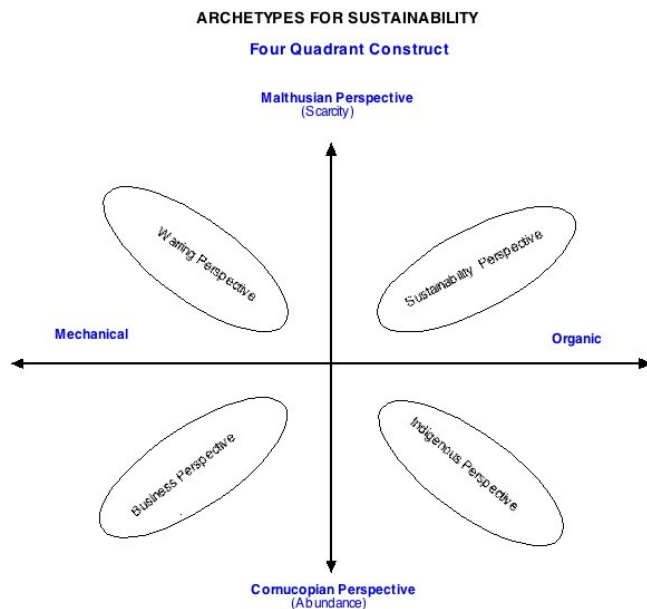 ARCHETYPES FOR SUSTAINABILITY
Four Quadrant Construct
Malthusian Perspective
(Scarcity)
Warring Perspective
Sustainability Perspective
Mechanical
Organic
Business Perspective
Indigenous Perspective
Cornucopian Perspective
(Abundance)